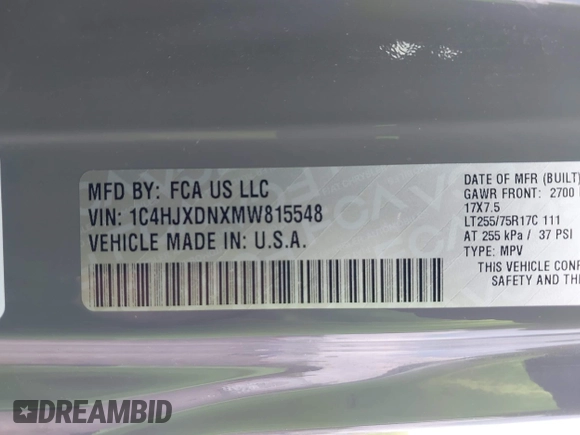 MFD BY: FCA US LLC
VIN: 1C4HJXDNXMW815548
VEHICLE MADE IN: U.S.A.
DATE OF MFR (BUILT)
GAWR FRONT: 2700
17X7.5
LT255/75R17C 111
AT 255 kPa / 37 PSI
TYPE: MPV
THIS VEHICLE CONF
SAFETY AND THE
DREAMBID